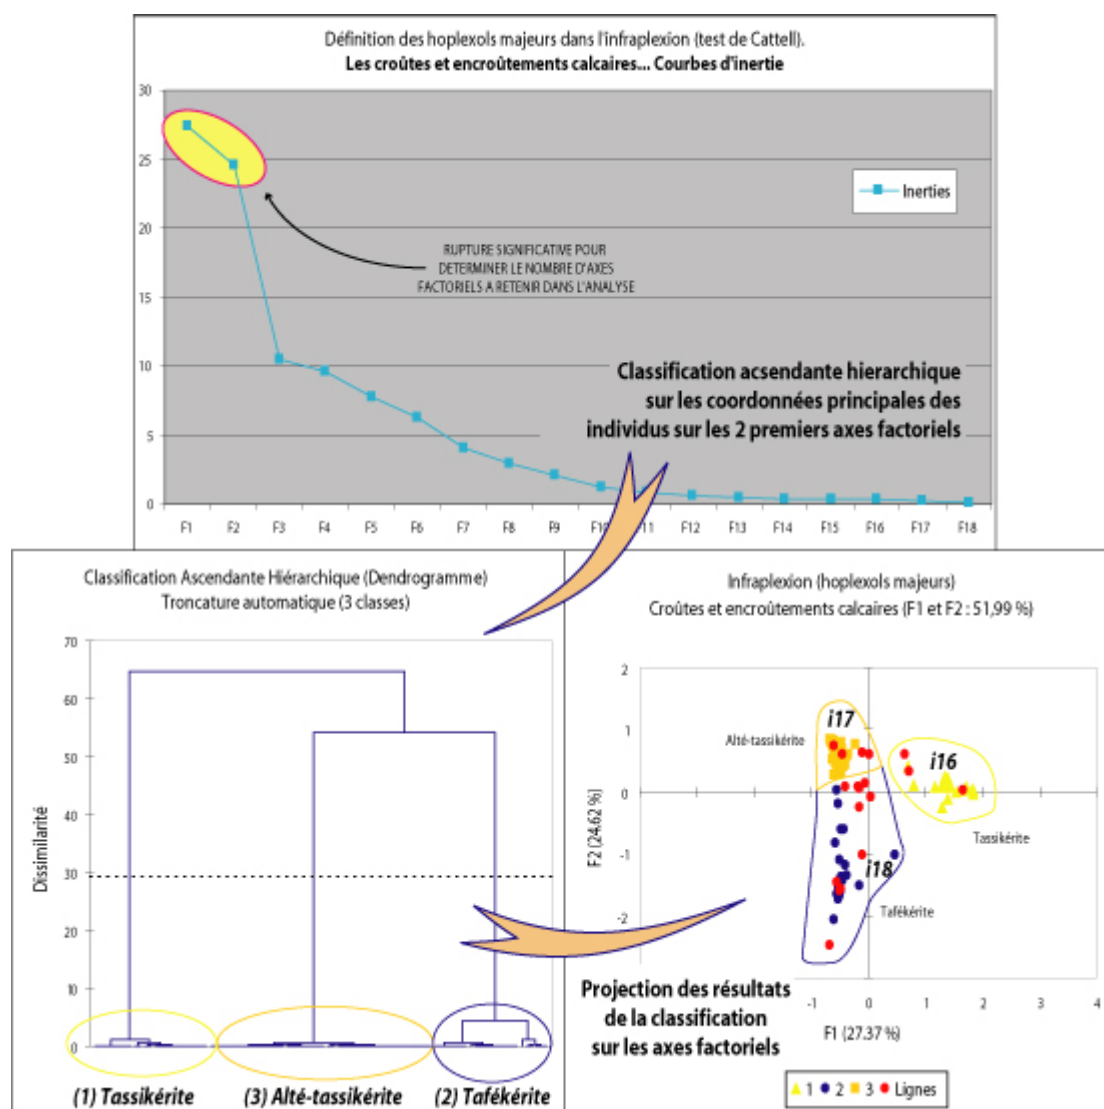 Définition des hoplexols majeurs dans l'infraplexion (test de Cattell).
Les croûtes et encroûtements calcaires... Courbes d'inertie
30
25
20
15
10
5
0
Inerties
RUPTURE SIGNIFICATIVE POUR
DETERMINER LE NOMBRE D'AXES
FACTORIELS A RETENIR DANS L'ANALYSE
Classification acsendante hierarchique
sur les coordonnées principales des
individus sur les 2 premiers axes factoriels
F1 F2 F3 F4 F5 F6 F7 F8 F9 F10 F11 F12 F13 F14 F15 F16 F17 F18
Classification Ascendante Hiérarchique (Dendrogramme)
Troncature automatique (3 classes)
Dissimilarité
70
60
50
40
30
20
10
0
(1) Tassikérite (3) Alté-tassikérite (2) Tafékérite
Infraplexion (hoplexols majeurs)
Croûtes et encroûtements calcaires (F1 et F2 : 51,99 %)
F2 (24.62 %)
2
1
0
-1
-2
i17
Alté-tassikérite
i16
Tassikérite
i18
Tafékérite
-1 0 1 2 3 4
F1 (27.37 %)
Projection des résultats
de la classification
sur les axes factoriels
1 2 3 Lignes